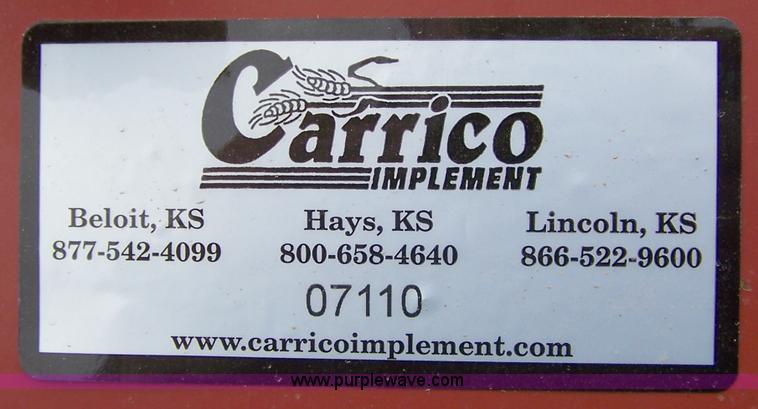 Carrico
IMPLEMENT
Beloit, KS Hays, KS Lincoln, KS
877-542-4099 800-658-4640 866-522-9600
07110
www.carricoimplement.com
www.purplewave.com